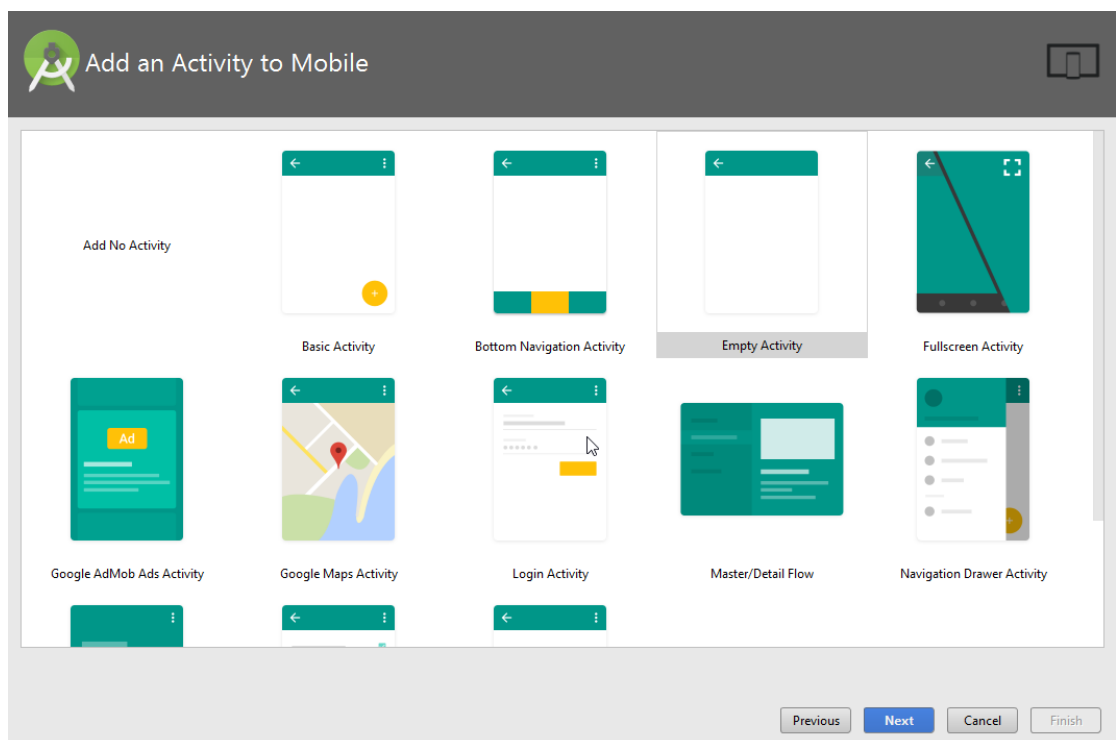 Add an Activity to Mobile
Add No Activity
Basic Activity
Bottom Navigation Activity
Empty Activity
Fullscreen Activity
Ad
Google AdMob Ads Activity
Google Maps Activity
Login Activity
Master/Detail Flow
Navigation Drawer Activity
Previous
Next
Cancel
Finish